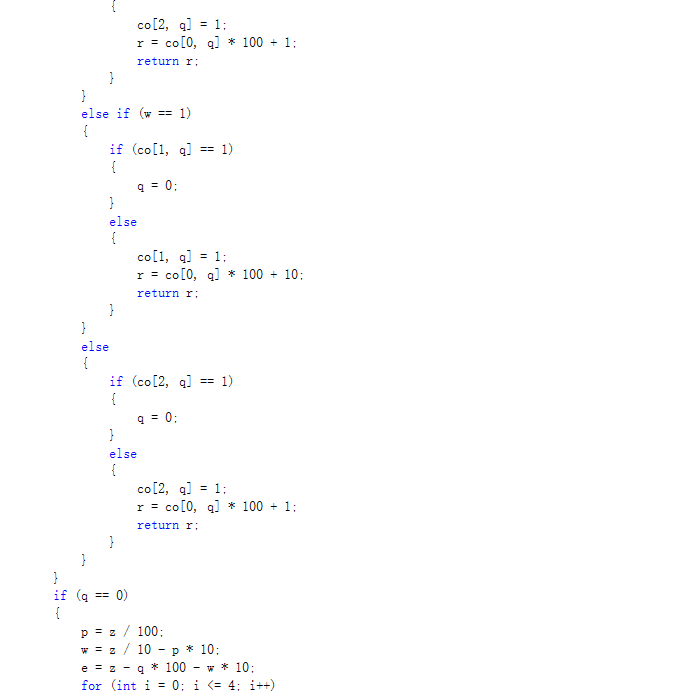 {
co[2, q] = 1;
r = co[0, q] * 100 + 1;
return r;
}
}
else if (w == 1)
{
if (co[1, q] == 1)
{
q = 0;
}
else
{
co[1, q] = 1;
r = co[0, q] * 100 + 10;
return r;
}
}
else
{
if (co[2, q] == 1)
{
q = 0;
}
else
{
co[2, q] = 1;
r = co[0, q] * 100 + 1;
return r;
}
}
}
if (q == 0)
{
p = z / 100;
w = z / 10 - p * 10;
e = z - q * 100 - w * 10;
for (int i = 0; i <= 4; i++)